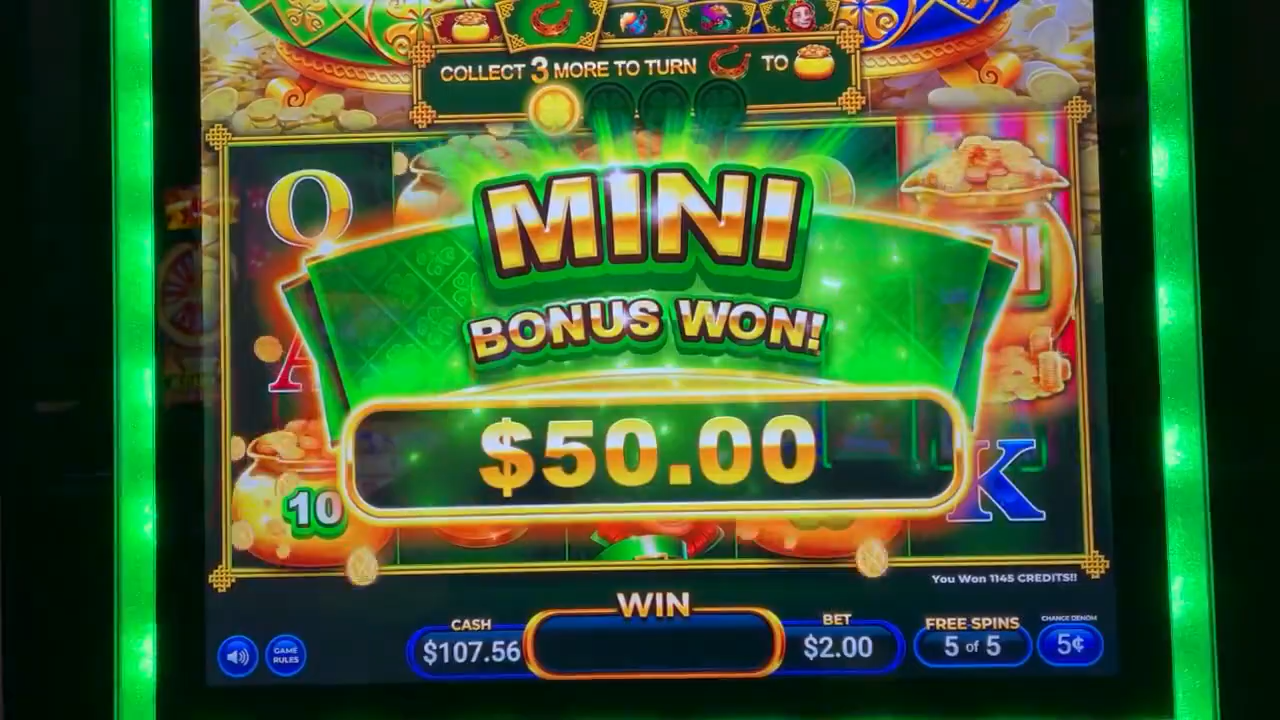 COLLECT 3 MORE TO TURN TO
Q
MINI
BONUS WON!
A
$50.00
10
K
You Won 1145 CREDITS!!
WIN
CASH
$107.56
BET
$2.00
FREE SPINS
5 of 5
CHANGE DENOM
5¢
GAME
RULES